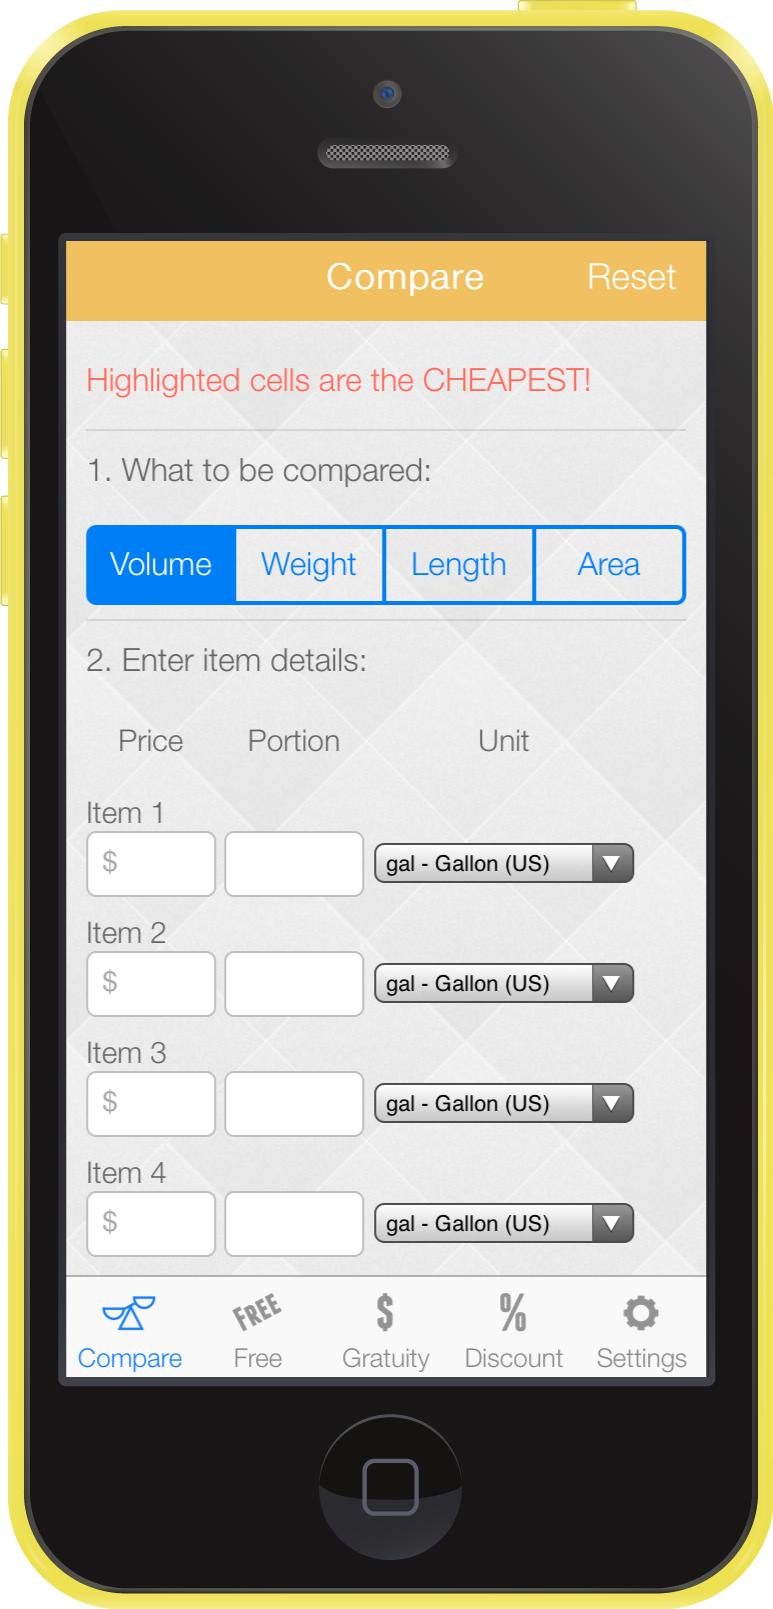 Compare Reset
Highlighted cells are the CHEAPEST!
1. What to be compared:
Volume Weight Length Area
2. Enter item details:
Price Portion Unit
Item 1
$ gal - Gallon (US)
Item 2
$ gal - Gallon (US)
Item 3
$ gal - Gallon (US)
Item 4
$ gal - Gallon (US)
FREE $ %
Compare Free Gratuity Discount Settings